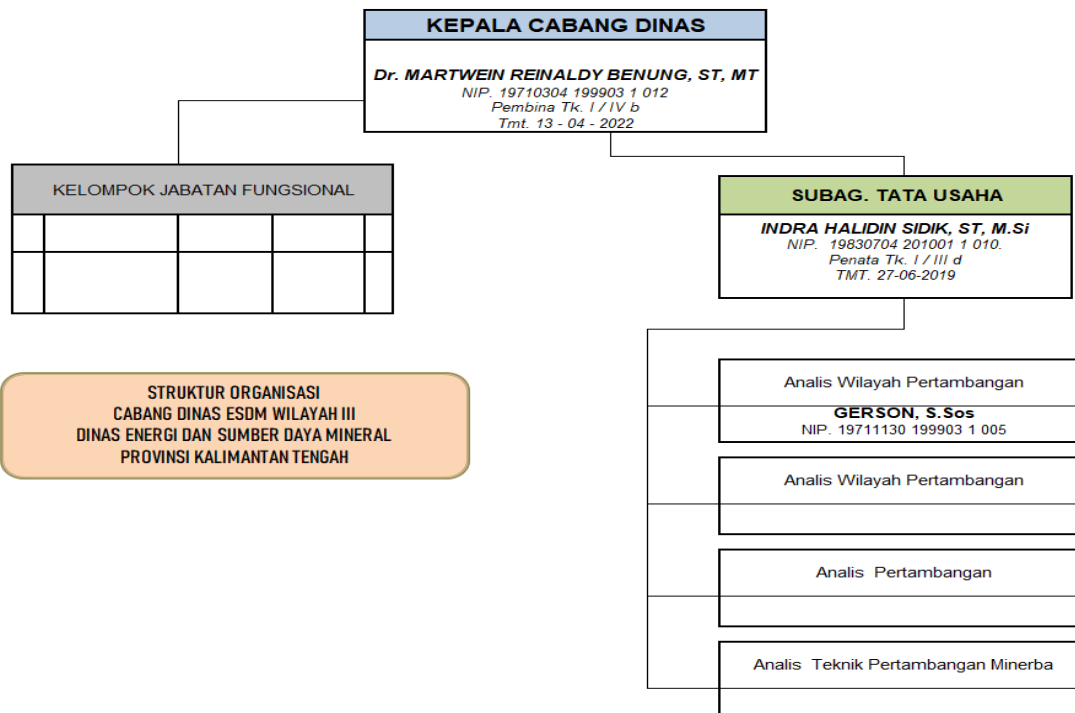 KEPALA CABANG DINAS
Dr. MARTWEIN REINALDY BENUNG, ST, MT
NIP. 19710304 199903 1 012
Pembina Tk. I / IV b
Tmt. 13 - 04 - 2022
KELOMPOK JABATAN FUNGSIONAL
SUBAG. TATA USAHA
INDRA HALIDIN SIDIK, ST, M.Si
NIP. 19830704 201001 1 010.
Penata Tk. I / III d
TMT. 27-06-2019
STRUKTUR ORGANISASI
CABANG DINAS ESDM WILAYAH III
DINAS ENERGI DAN SUMBER DAYA MINERAL
PROVINSI KALIMANTAN TENGAH
Analis Wilayah Pertambangan
GERSON, S.Sos
NIP. 19711130 199903 1 005
Analis Wilayah Pertambangan
Analis Pertambangan
Analis Teknik Pertambangan Minerba